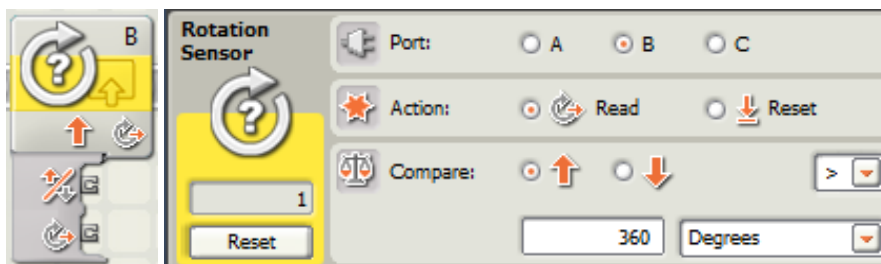 B
Rotation
Sensor
1
Reset
Port:
A
B
C
Action:
Read
Reset
Compare:
>
360
Degrees